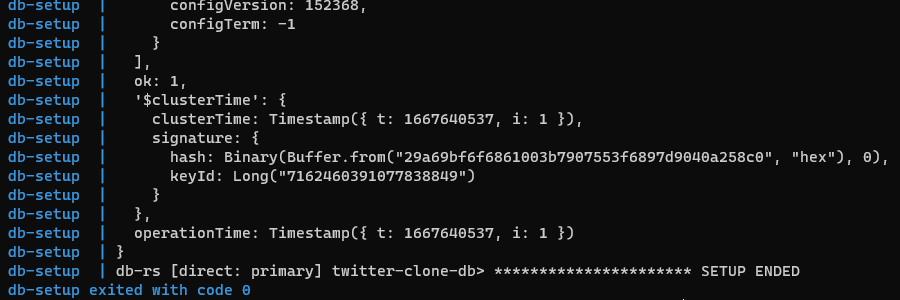 db-setup  |       configVersion: 152368,
db-setup  |       configTerm: -1
db-setup  |     }
db-setup  |   ],
db-setup  |   ok: 1,
db-setup  |   '$clusterTime': {
db-setup  |     clusterTime: Timestamp({ t: 1667640537, i: 1 }),
db-setup  |     signature: {
db-setup  |       hash: Binary(Buffer.from("29a69bf6f6861003b7907553f6897d9040a258c0", "hex"), 0),
db-setup  |       keyId: Long("7162460391077838849")
db-setup  |     }
db-setup  |   },
db-setup  |   operationTime: Timestamp({ t: 1667640537, i: 1 })
db-setup  | }
db-setup  | db-rs [direct: primary] twitter-clone-db> ********************** SETUP ENDED
db-setup exited with code 0